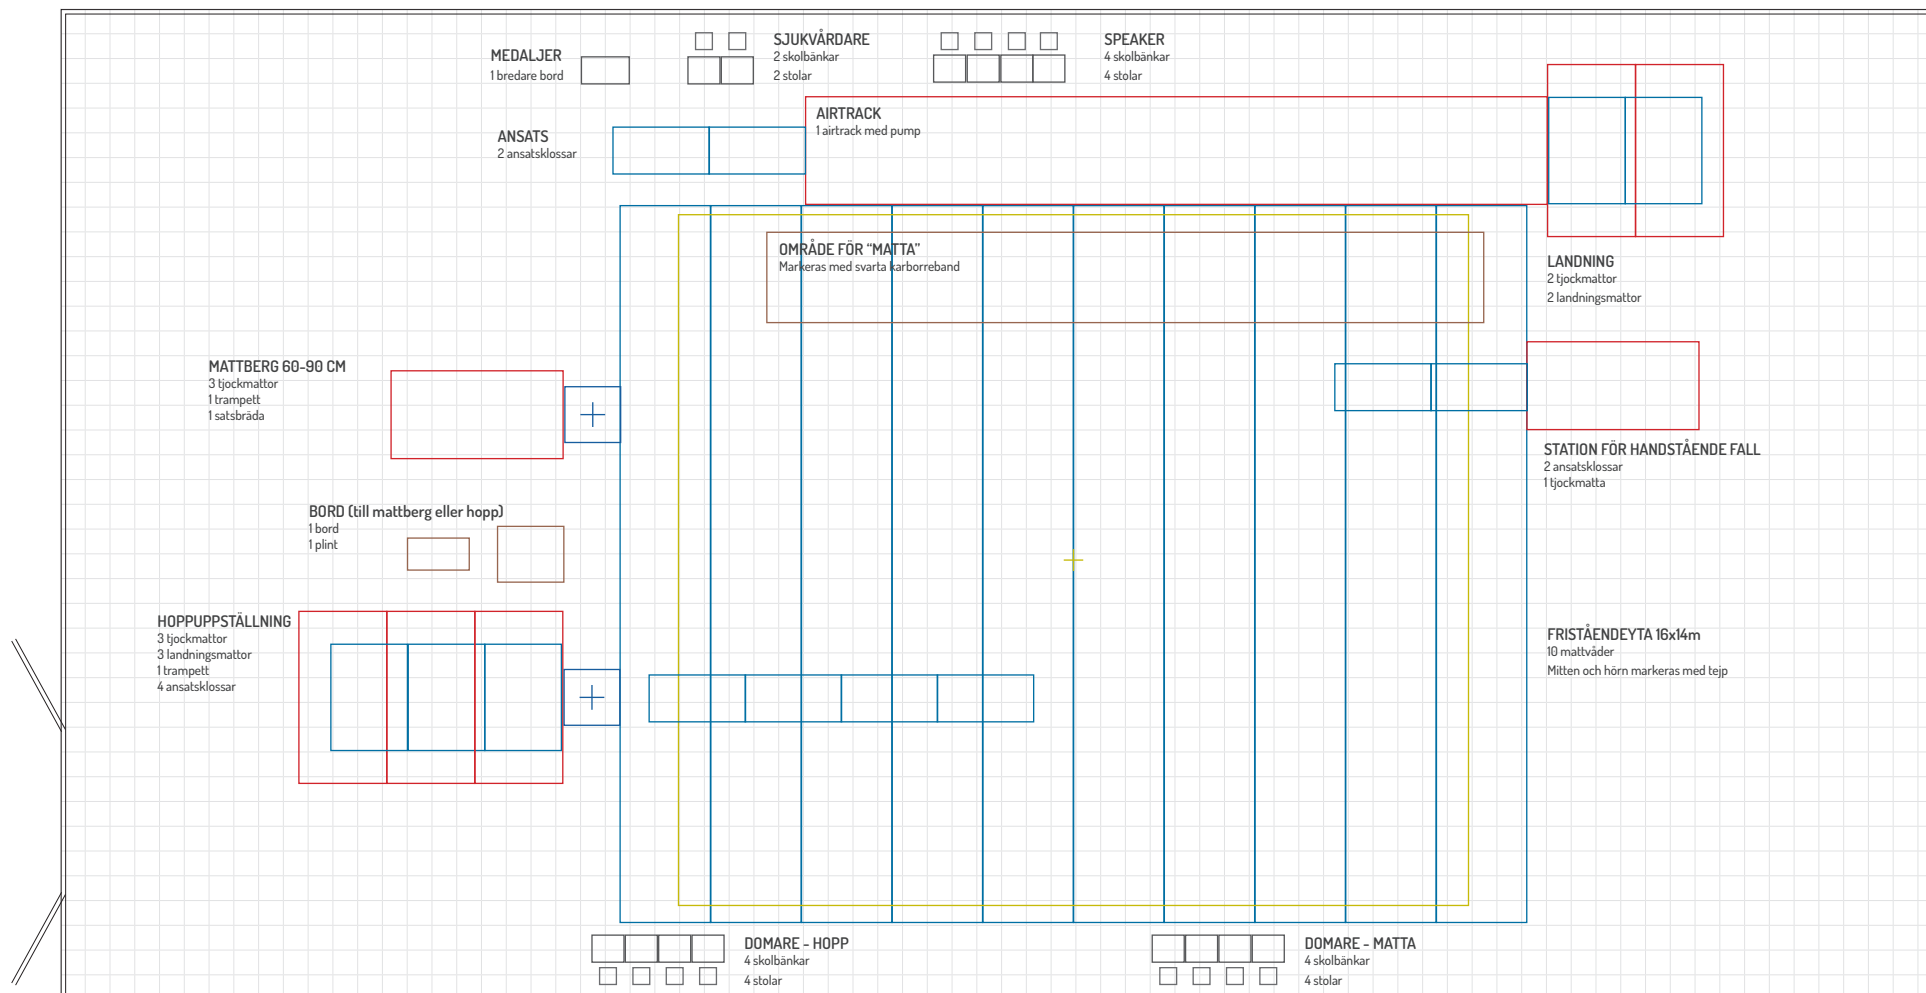 MEDALJER
1 bredare bord
SJUKVÅRDARE
2 skolbänkar
2 stolar
SPEAKER
4 skolbänkar
4 stolar
ANSATS
2 ansatsklossar
AIRTRACK
1 airtrack med pump
OMRÅDE FÖR “MATTA”
Markeras med svarta karborreband
LANDNING
2 tjockmattor
2 landningsmattor
MATTBERG 60-90 CM
3 tjockmattor
1 trampett
1 satsbräda
STATION FÖR HANDSTÅENDE FALL
2 ansatsklossar
1 tjockmatta
BORD (till mattberg eller hopp)
1 bord
1 plint
HOPPUPPSTÄLLNING
3 tjockmattor
3 landningsmattor
1 trampett
4 ansatsklossar
FRISTÅENDEYTA 16x14m
10 mattvåder
Mitten och hörn markeras med tejp
DOMARE - HOPP
4 skolbänkar
4 stolar
DOMARE - MATTA
4 skolbänkar
4 stolar